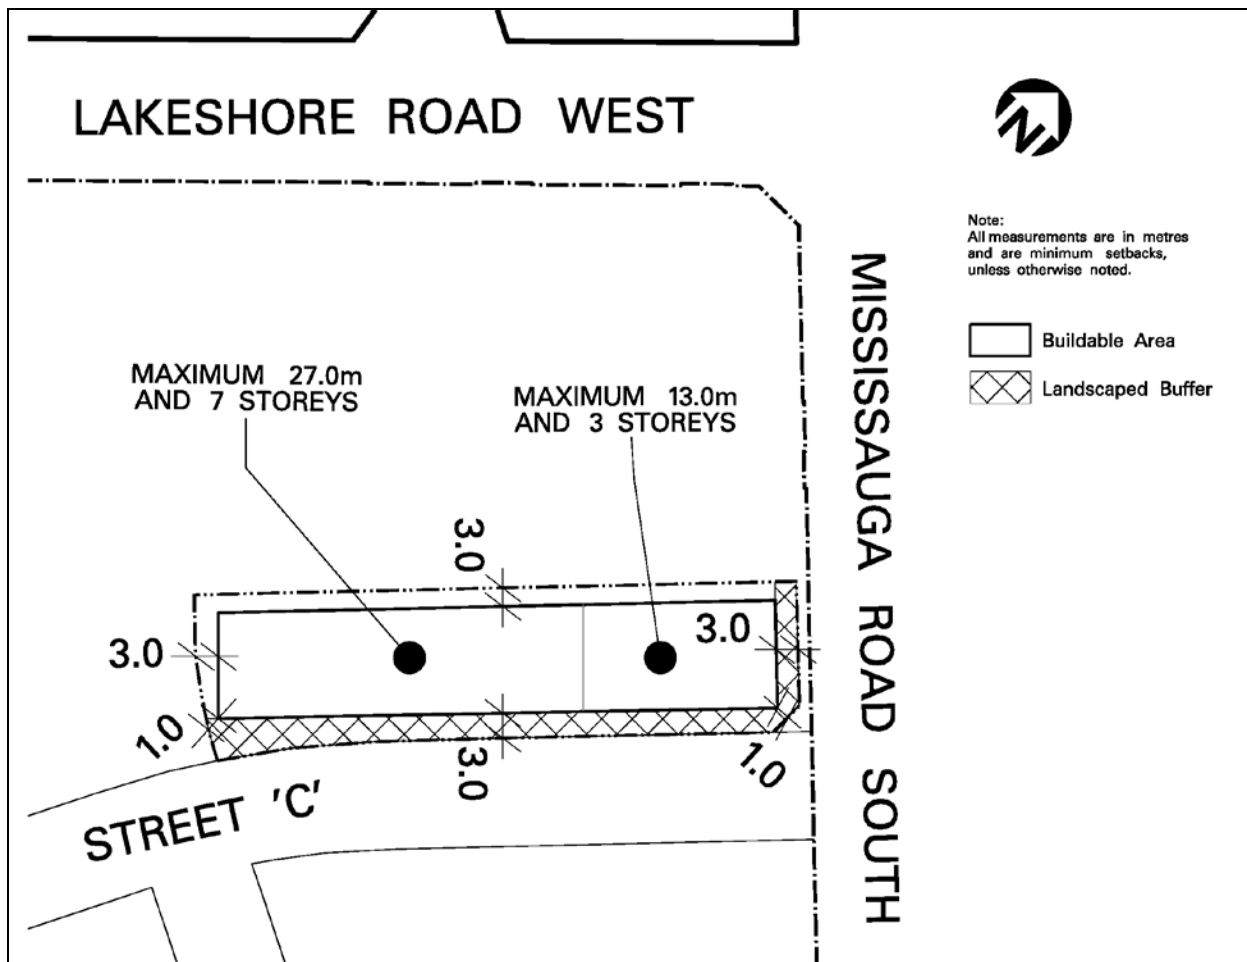 LAKESHORE ROAD WEST
N
Note:
All measurements are in metres
and are minimum setbacks,
unless otherwise noted.
MISSISSAUGA ROAD SOUTH
Buildable Area
Landscaped Buffer
MAXIMUM 27.0m
AND 7 STOREYS
MAXIMUM 13.0m
AND 3 STOREYS
3.0
3.0
3.0
1.0
3.0
1.0
STREET 'C'